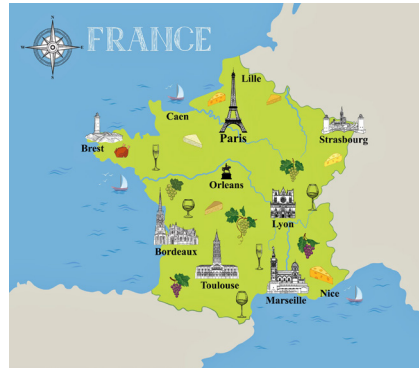 FRANCE
Lille
Caen
Paris
Brest
Strasbourg
Orleans
Lyon
Bordeaux
Toulouse
Marseille
Nice